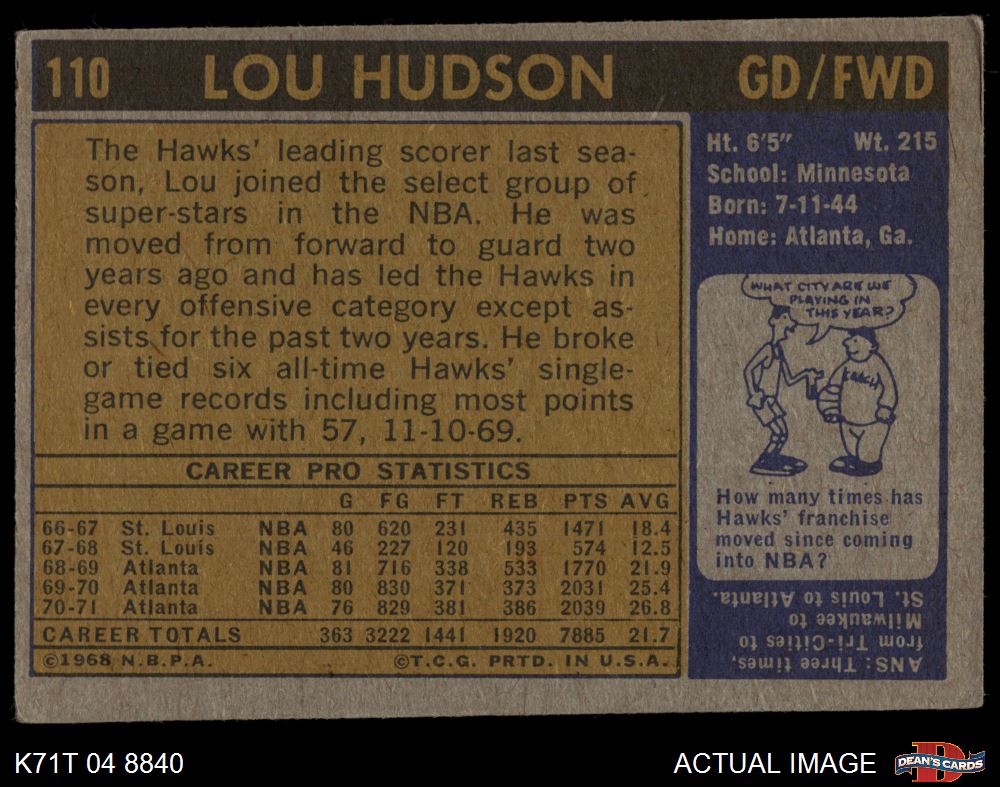 110 LOU HUDSON GD/FWD
The Hawks' leading scorer last sea-
son, Lou joined the select group of
super-stars in the NBA. He was
moved from forward to guard two
years ago and has led the Hawks in
every offensive category except as-
sists for the past two years. He broke
or tied six all-time Hawks' single-
game records including most points
in a game with 57, 11-10-69.
CAREER PRO STATISTICS
G FG FT REB PTS AVG
66-67 St. Louis NBA 80 620 231 435 1471 18.4
67-68 St. Louis NBA 46 227 120 193 574 12.5
68-69 Atlanta NBA 81 716 338 533 1770 21.9
69-70 Atlanta NBA 80 830 371 373 2031 25.4
70-71 Atlanta NBA 76 829 381 386 2039 26.8
CAREER TOTALS 363 3222 1441 1920 7885 21.7
©1968 N.B.P.A. ©T.C.G. PRTD. IN U.S.A.
Ht. 6'5" Wt. 215
School: Minnesota
Born: 7-11-44
Home: Atlanta, Ga.
WHAT CITY ARE WE
PLAYING IN
THIS YEAR?
COACH
How many times has
Hawks' franchise
moved since coming
into NBA?
ANS: Three times,
from Tri-Cities to
Milwaukee to
St. Louis to Atlanta.
K71T 04 8840
ACTUAL IMAGE
D
DEAN'S CARDS